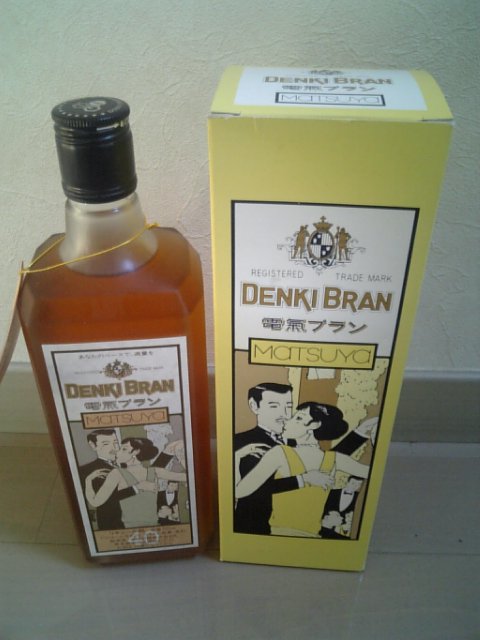 DENKI BRAN
電氣ブラン
MATSUYA
REGISTERED TRADE MARK
DENKI BRAN
電氣ブラン
MATSUYA
DENKI BRAN
電氣ブラン
MATSUYA
40